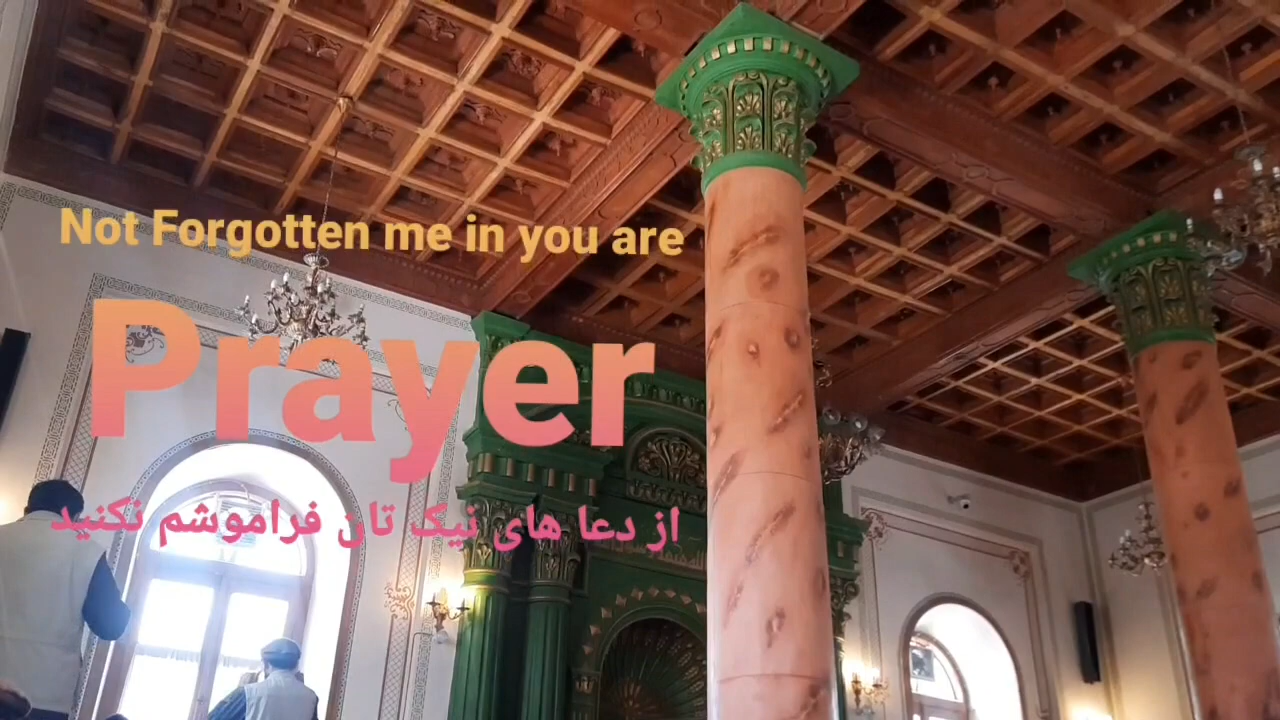 Not Forgotten me in you are
Prayer
از دعا های نیک تان فراموشم نکنید